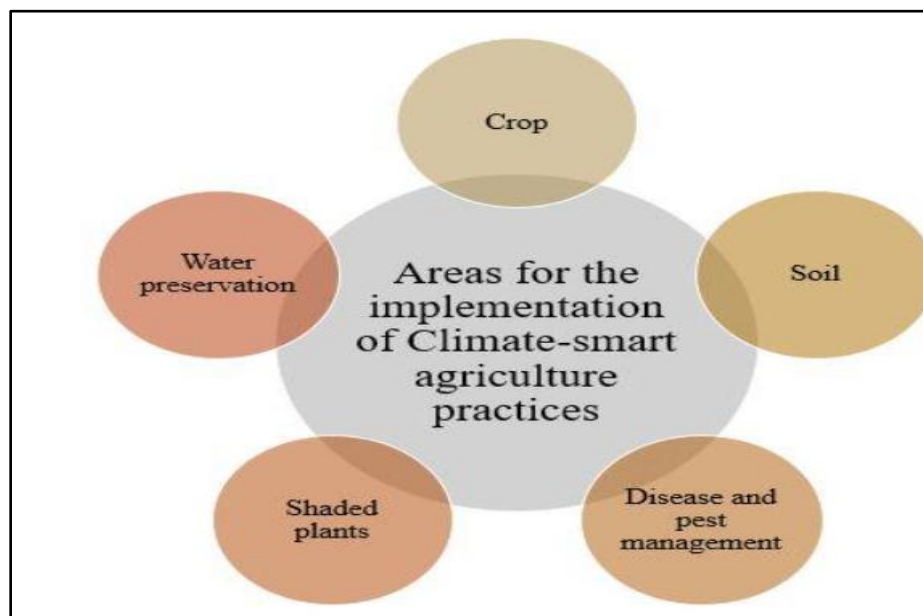 Crop
Water
preservation
Areas for the
implementation
of Climate-smart
agriculture
practices
Soil
Shaded
plants
Disease and
pest
management